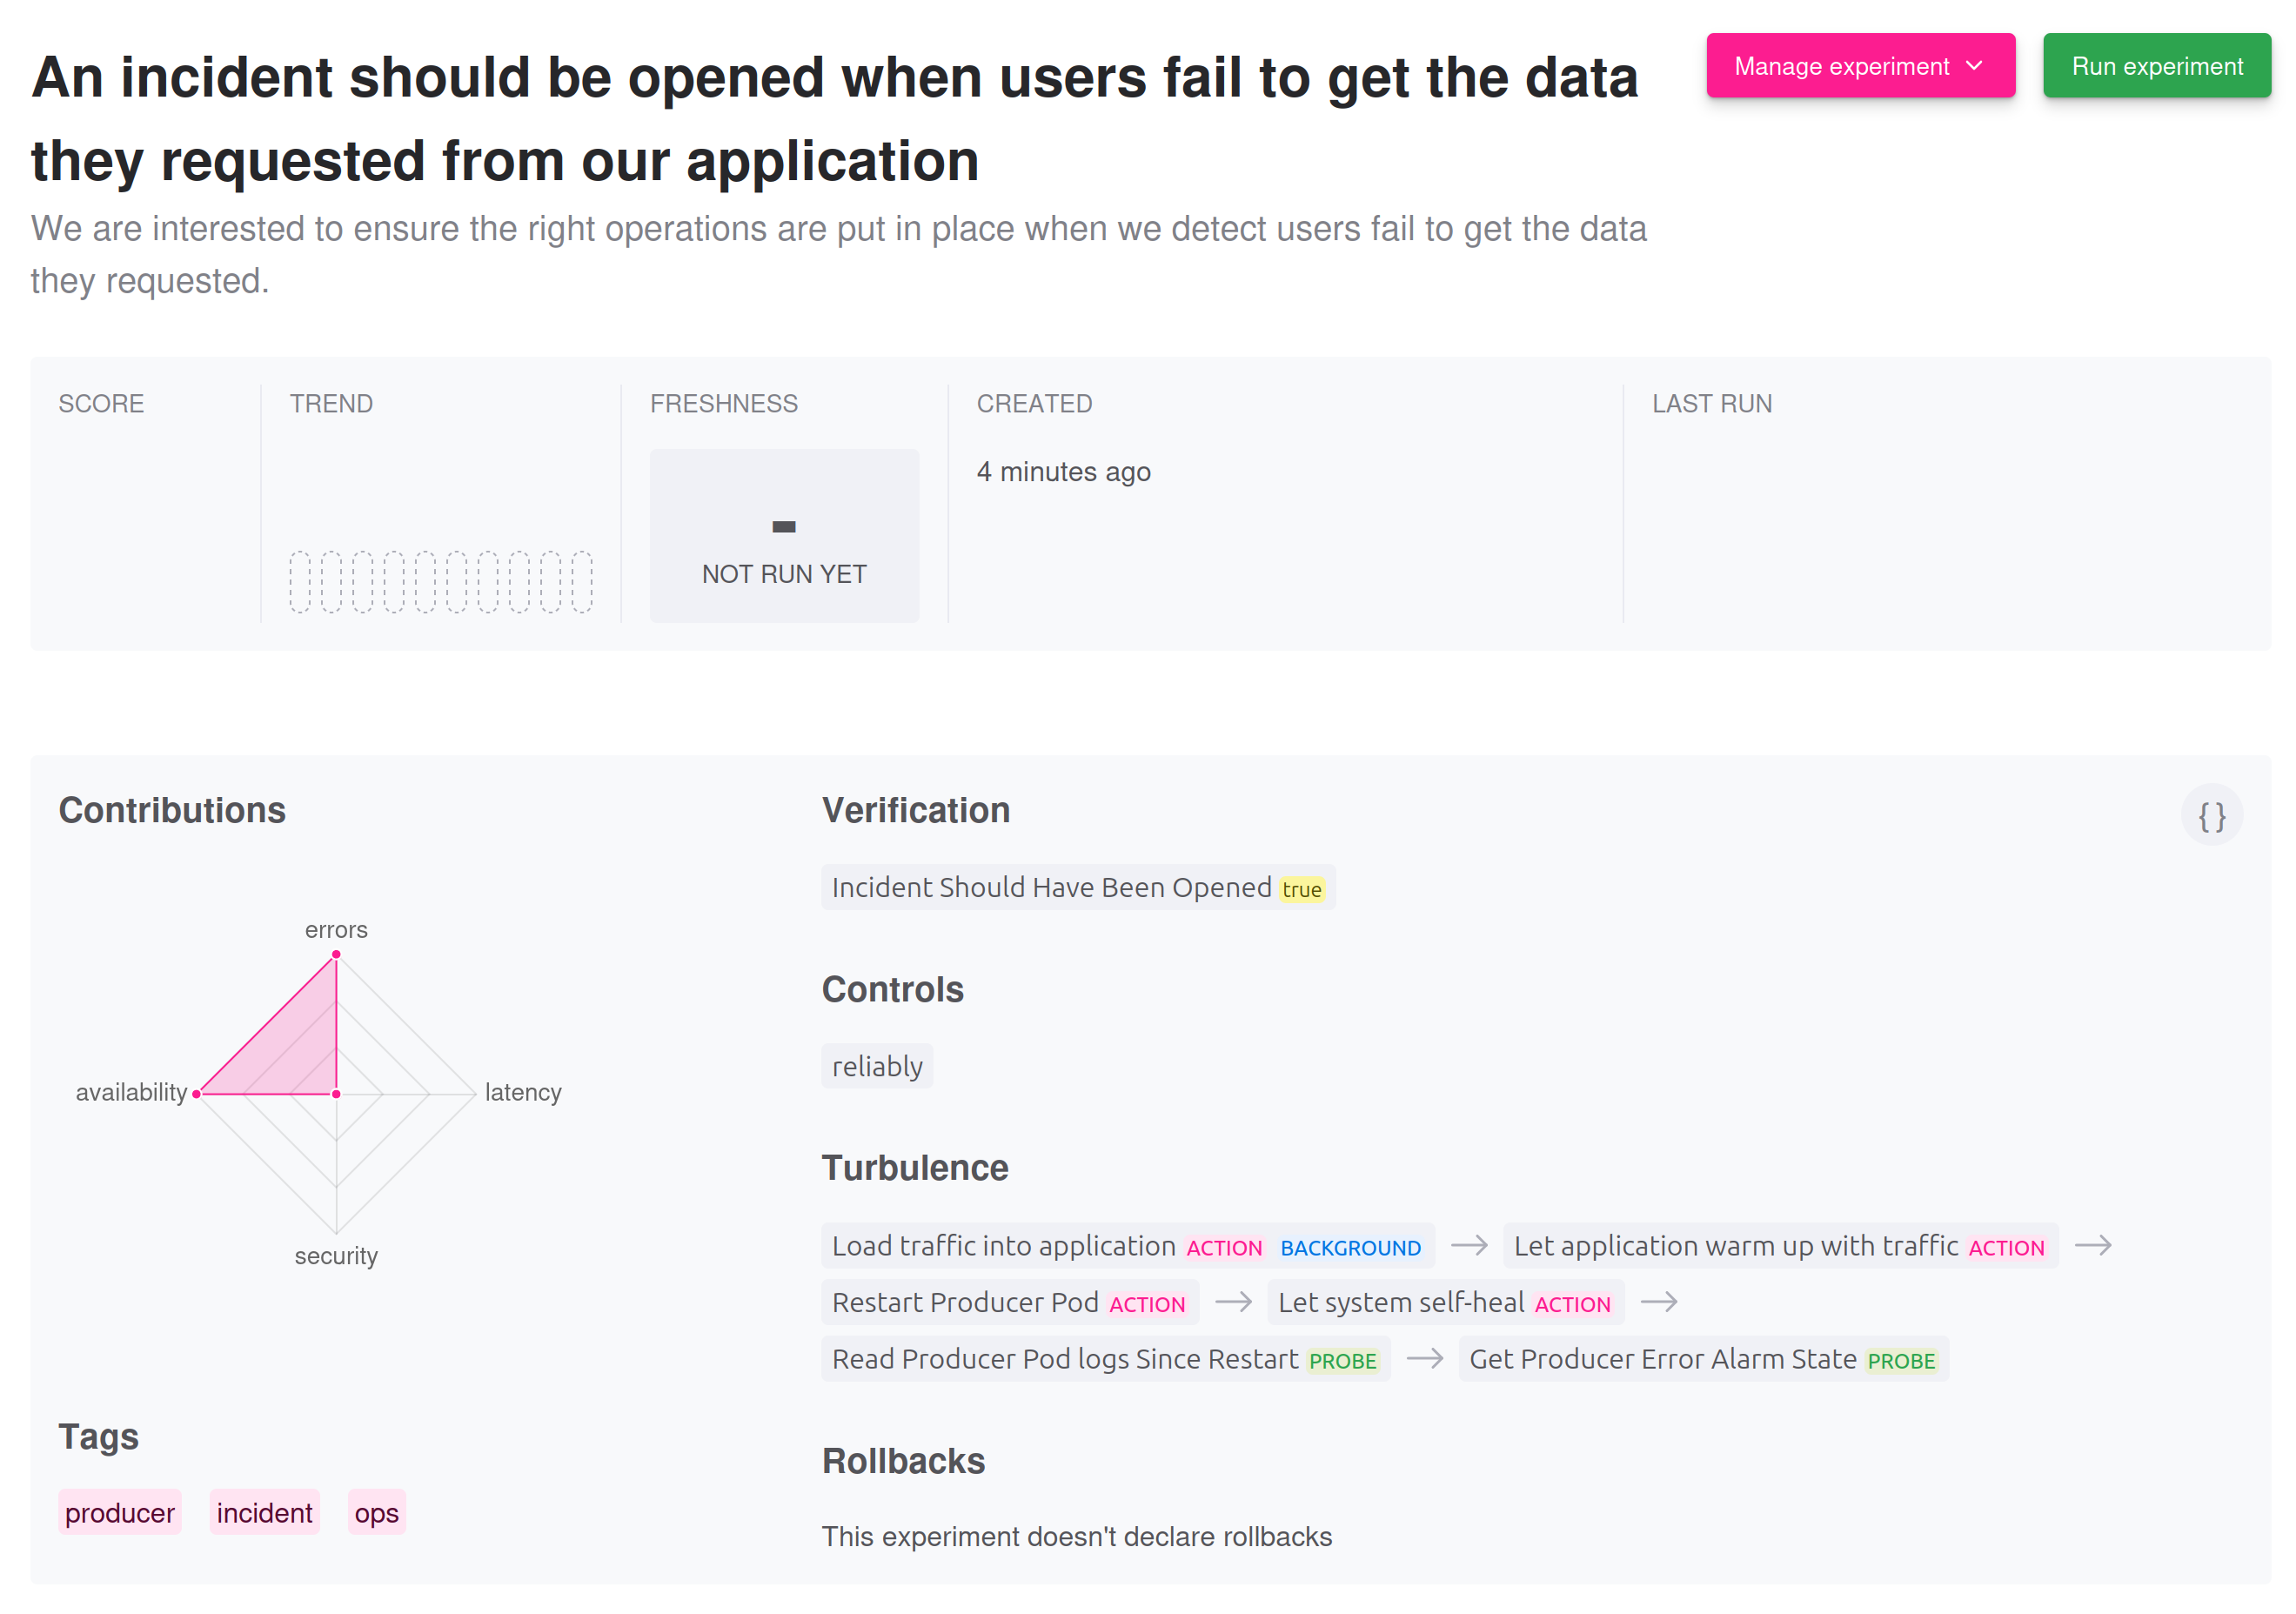 An incident should be opened when users fail to get the data
they requested from our application
Manage experiment
Run experiment
We are interested to ensure the right operations are put in place when we detect users fail to get the data
they requested.
SCORE
TREND
FRESHNESS
CREATED
LAST RUN
4 minutes ago
-
NOT RUN YET
Contributions
errors
availability
latency
security
Tags
producer incident ops
Verification
{ }
Incident Should Have Been Opened true
Controls
reliably
Turbulence
Load traffic into application ACTION BACKGROUND → Let application warm up with traffic ACTION →
Restart Producer Pod ACTION → Let system self-heal ACTION →
Read Producer Pod logs Since Restart PROBE → Get Producer Error Alarm State PROBE
Rollbacks
This experiment doesn't declare rollbacks